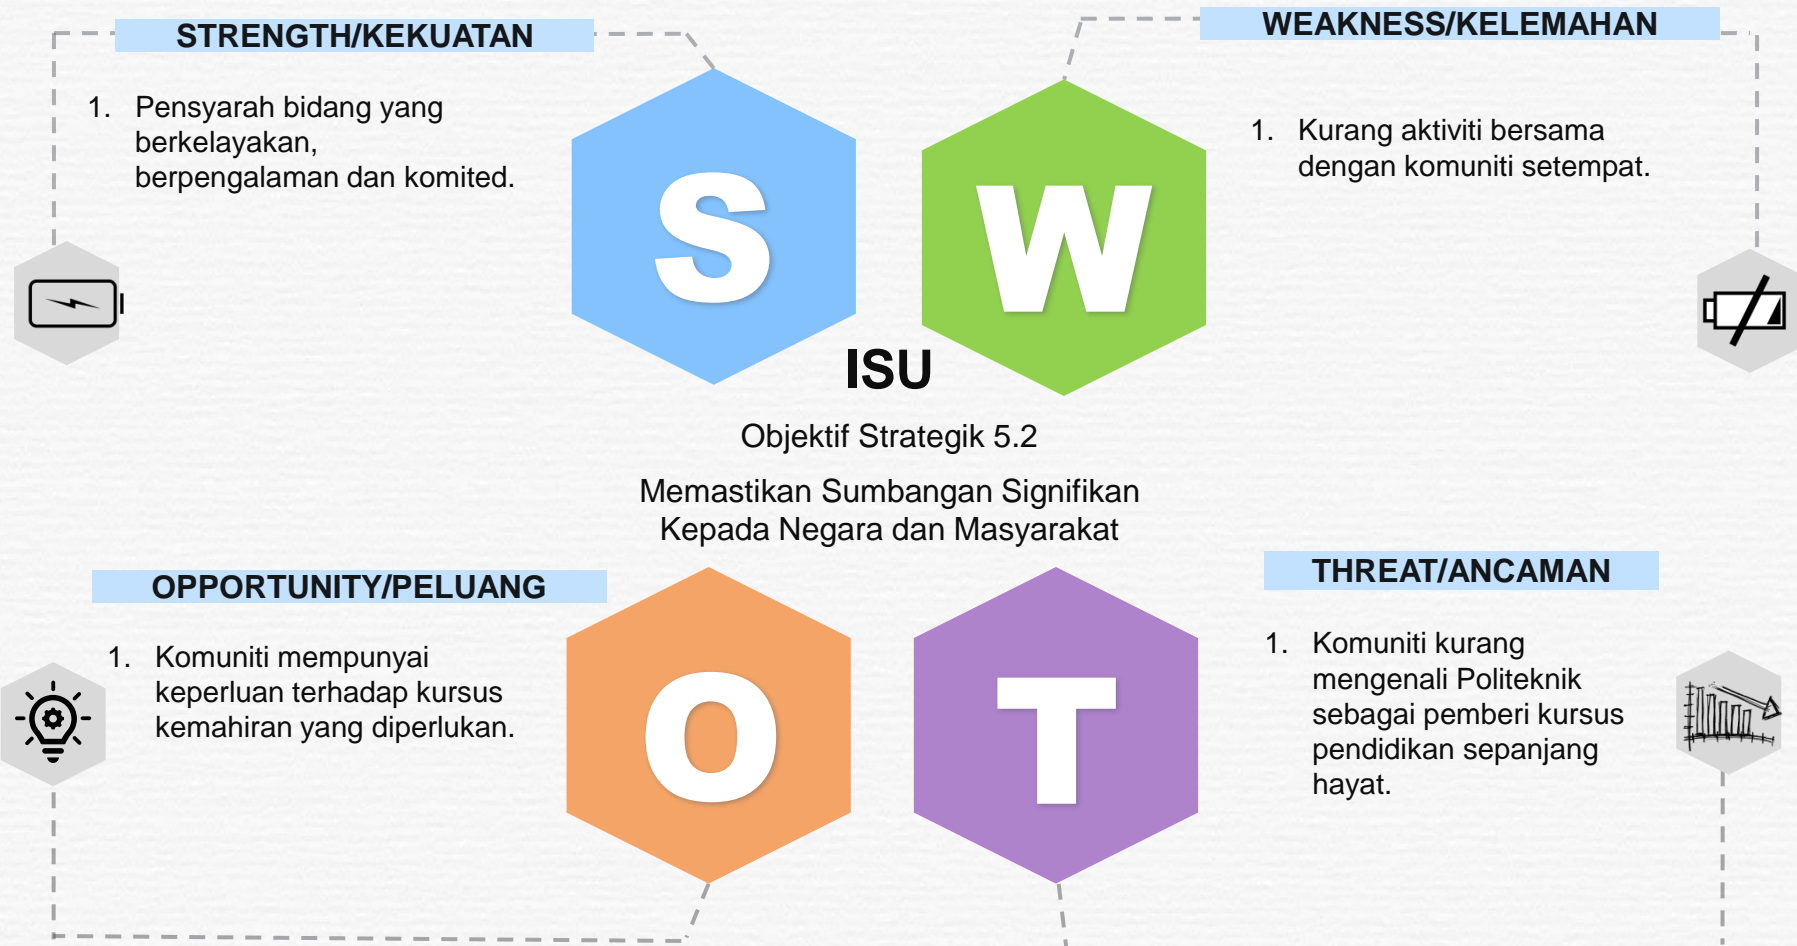 STRENGTH/KEKUATAN
1. Pensyarah bidang yang
berkelayakan,
berpengalaman dan komited.
S
WEAKNESS/KELEMAHAN
1. Kurang aktiviti bersama
dengan komuniti setempat.
W
ISU
Objektif Strategik 5.2
Memastikan Sumbangan Signifikan
Kepada Negara dan Masyarakat
OPPORTUNITY/PELUANG
1. Komuniti mempunyai
keperluan terhadap kursus
kemahiran yang diperlukan.
O
THREAT/ANCAMAN
1. Komuniti kurang
mengenali Politeknik
sebagai pemberi kursus
pendidikan sepanjang
hayat.
T